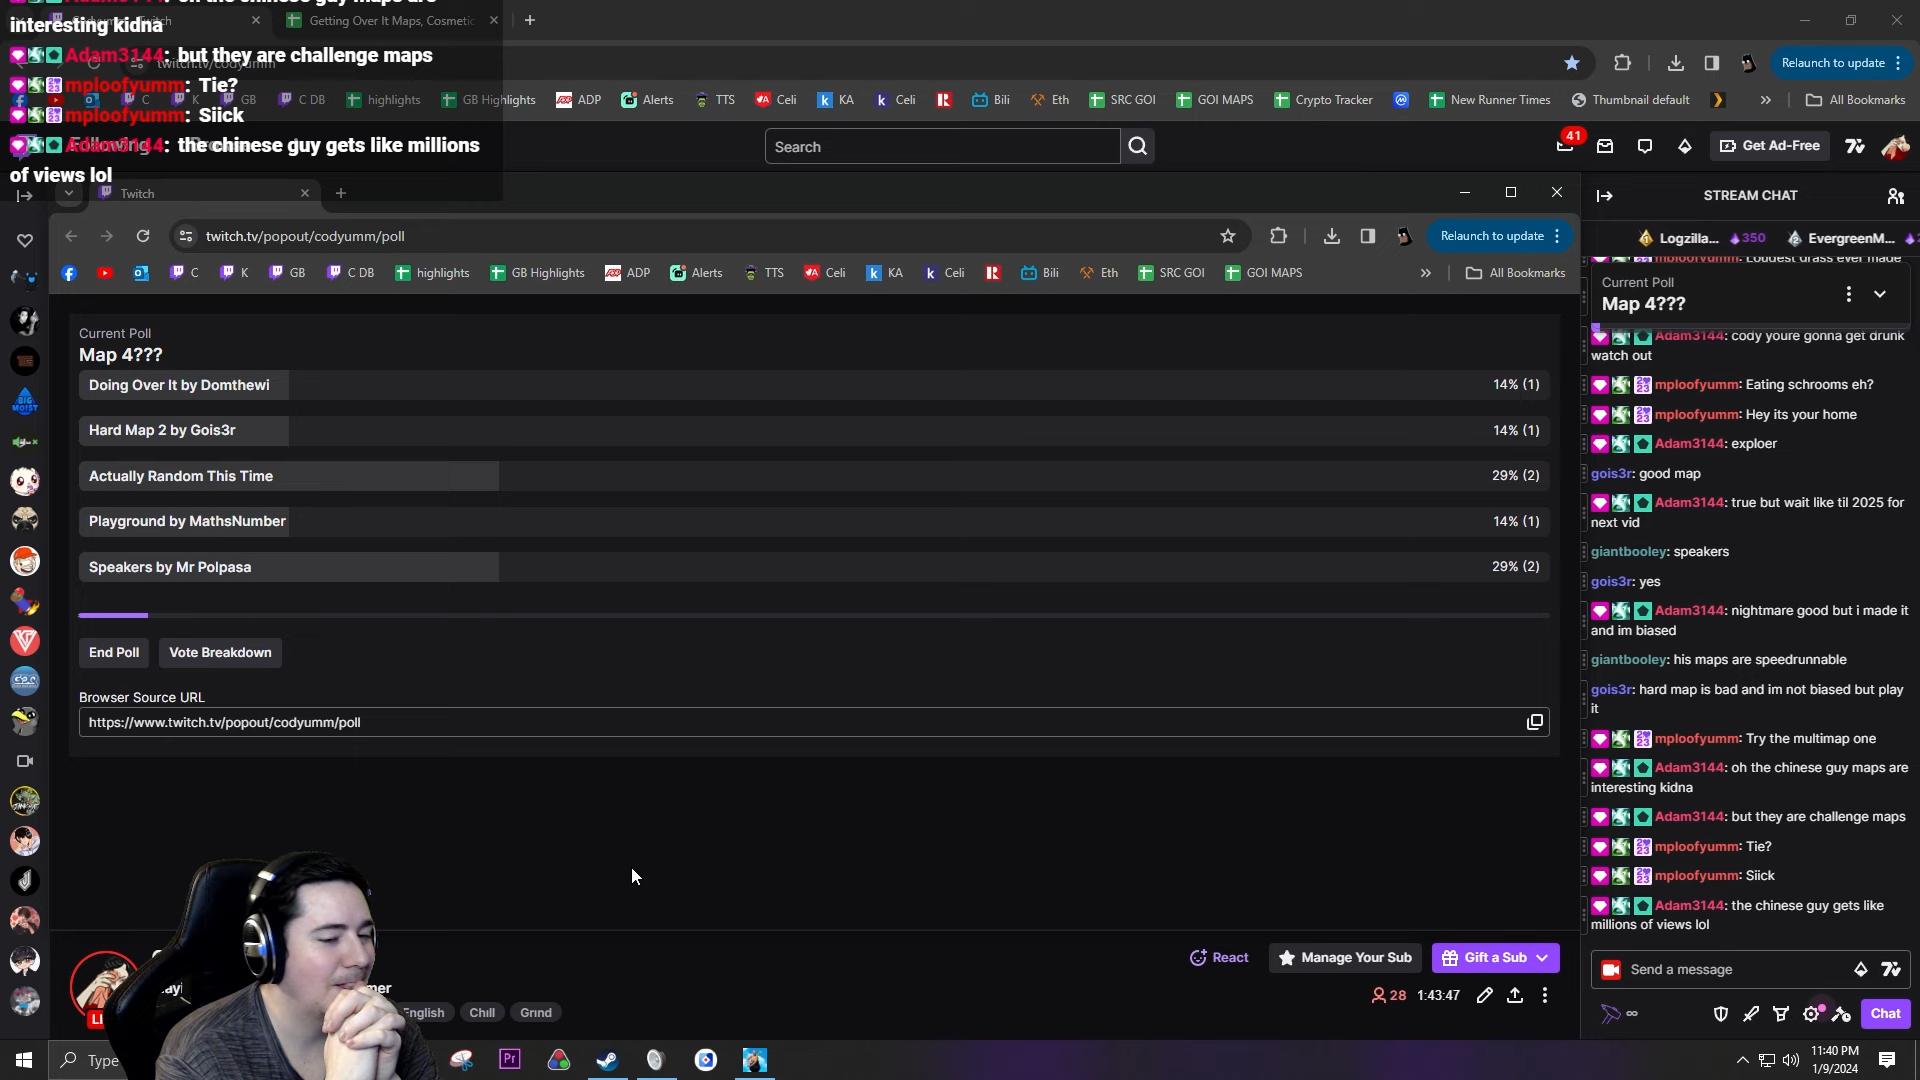 interesting kidna
Adam3144: but they are challenge maps
mploofyumm: Tie?
mploofyumm: Siick
Adam3144: the chinese guy gets like millions
of views lol
Getting Over It Maps, Cosmetic
Relaunch to update
C
K
GB
C DB
highlights
GB Highlights
ADP
Alerts
TTS
Celi
KA
Celi
Bili
Eth
SRC GOI
GOI MAPS
Crypto Tracker
New Runner Times
Thumbnail default
All Bookmarks
Following
Search
41
Get Ad-Free
Twitch
twitch.tv/popout/codyumm/poll
Relaunch to update
C
K
GB
C DB
highlights
GB Highlights
ADP
Alerts
TTS
Celi
KA
Celi
Bili
Eth
SRC GOI
GOI MAPS
All Bookmarks
Current Poll
Map 4???
Doing Over It by Domthewi
14% (1)
Hard Map 2 by Gois3r
14% (1)
Actually Random This Time
29% (2)
Playground by MathsNumber
14% (1)
Speakers by Mr Polpasa
29% (2)
End Poll
Vote Breakdown
Browser Source URL
https://www.twitch.tv/popout/codyumm/poll
React
Manage Your Sub
Gift a Sub
28
1:43:47
English
Chill
Grind
STREAM CHAT
Logzilla...
350
EvergreenM...
mploofyumm: Loudest grass ever made
Current Poll
Map 4???
Adam3144: cody youre gonna get drunk
watch out
mploofyumm: Eating schrooms eh?
mploofyumm: Hey its your home
Adam3144: exploer
gois3r: good map
Adam3144: true but wait like til 2025 for
next vid
giantbooley: speakers
gois3r: yes
Adam3144: nightmare good but i made it
and im biased
giantbooley: his maps are speedrunnable
gois3r: hard map is bad and im not biased but play
it
mploofyumm: Try the multimap one
Adam3144: oh the chinese guy maps are
interesting kidna
Adam3144: but they are challenge maps
mploofyumm: Tie?
mploofyumm: Siick
Adam3144: the chinese guy gets like
millions of views lol
Send a message
Chat
Type
Pr
11:40 PM
1/9/2024